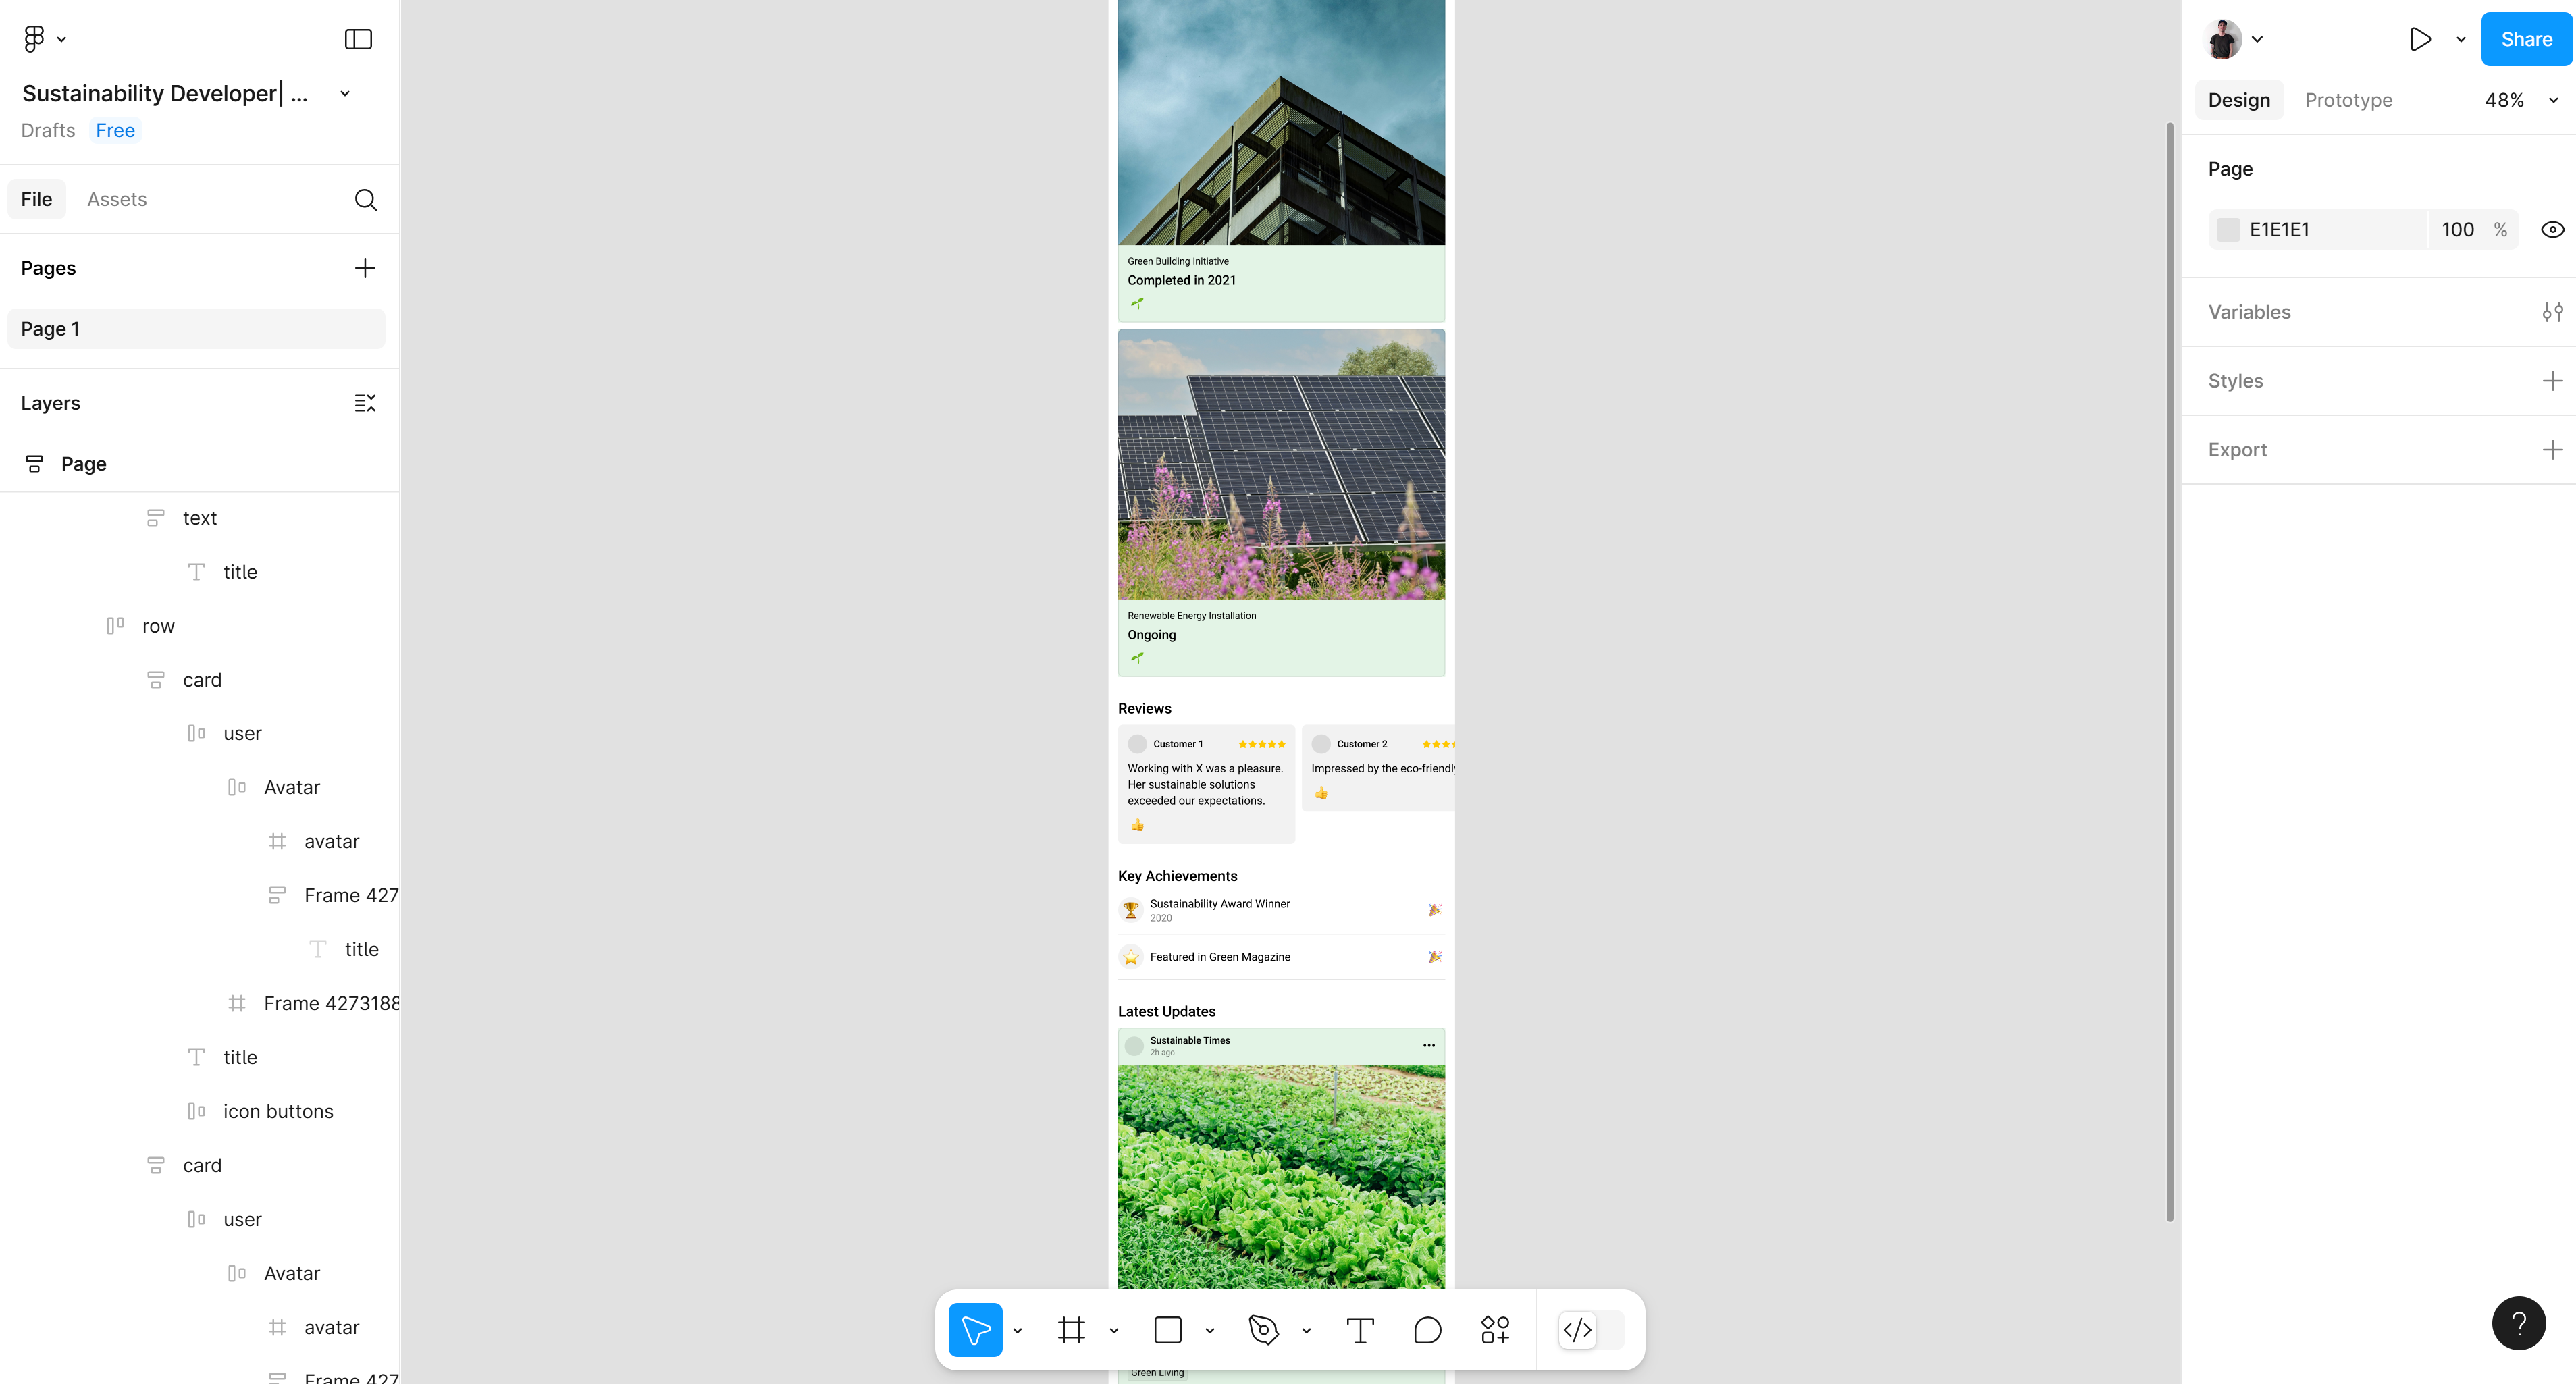 Sustainability Developer| ...
Drafts
Free
File
Assets
Pages
Page 1
Layers
Page
text
title
row
card
user
Avatar
avatar
Frame 427
title
Frame 4273188
title
icon buttons
card
user
Avatar
avatar
Frame 427
Green Building Initiative
Completed in 2021
Renewable Energy Installation
Ongoing
Reviews
Customer 1
Working with X was a pleasure.
Her sustainable solutions
exceeded our expectations.
Customer 2
Impressed by the eco-friendly
Key Achievements
Sustainability Award Winner
2020
Featured in Green Magazine
Latest Updates
Sustainable Times
2h ago
Green Living
Share
Design
Prototype
48%
Page
E1E1E1
100
%
Variables
Styles
Export
?